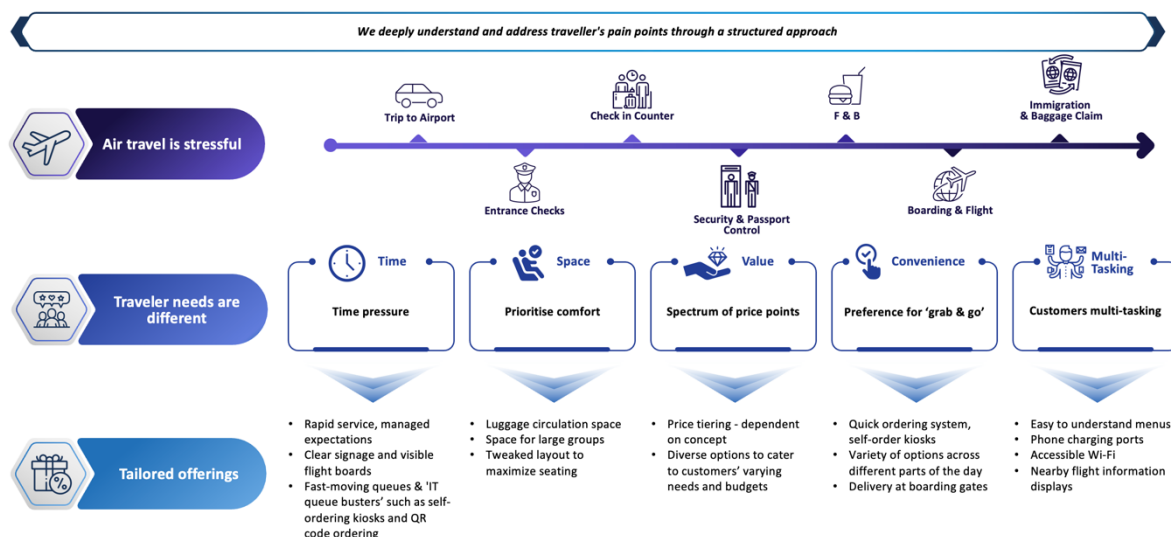 We deeply understand and address traveller's pain points through a structured approach
Air travel is stressful
Trip to Airport
Check in Counter
F & B
Immigration
& Baggage Claim
Entrance Checks
Security & Passport
Control
Boarding & Flight
Traveler needs are
different
Time
Time pressure
Space
Prioritise comfort
Value
Spectrum of price points
Convenience
Preference for ‘grab & go’
Multi-
Tasking
Customers multi-tasking
Tailored offerings
• Rapid service, managed
expectations
• Clear signage and visible
flight boards
• Fast-moving queues & 'IT
queue busters’ such as self-
ordering kiosks and QR
code ordering
• Luggage circulation space
• Space for large groups
• Tweaked layout to
maximize seating
• Price tiering - dependent
on concept
• Diverse options to cater
to customers’ varying
needs and budgets
• Quick ordering system,
self-order kiosks
• Variety of options across
different parts of the day
• Delivery at boarding gates
• Easy to understand menus
• Phone charging ports
• Accessible Wi-Fi
• Nearby flight information
displays